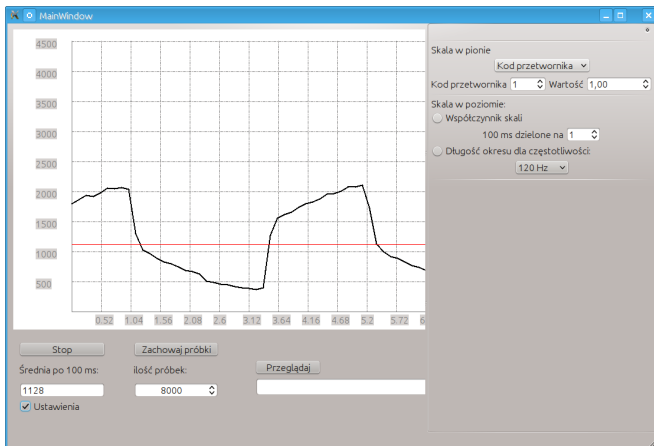 MainWindow
4500
4000
3500
3000
2500
2000
1500
1000
500
0.52 1.04 1.56 2.08 2.6 3.12 3.64 4.16 4.68 5.2 5.72
Skala w pionie
Kod przetwornika
Kod przetwornika 1 Wartość 1,00
Skala w poziomie:
Współczynnik skali
100 ms dzielone na 1
Długość okresu dla częstotliwości:
120 Hz
Stop Zachowaj próbki
Średnia po 100 ms: ilość próbek: Przeglądaj
1128 8000
Ustawienia